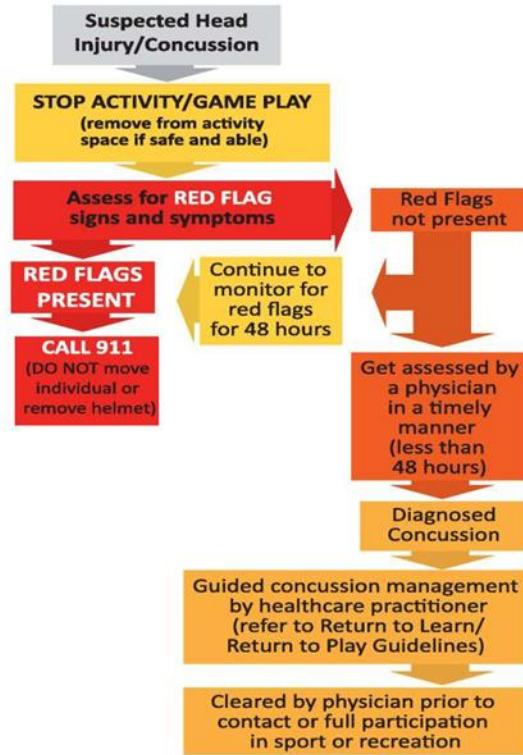 Suspected Head
Injury/Concussion
STOP ACTIVITY/GAME PLAY
(remove from activity
space if safe and able)
Assess for RED FLAG
signs and symptoms
Red Flags
not present
RED FLAGS
PRESENT
Continue to
monitor for
red flags
for 48 hours
CALL 911
(DO NOT move
individual or
remove helmet)
Get assessed by
a physician
in a timely
manner
(less than
48 hours)
Diagnosed
Concussion
Guided concussion management
by healthcare practitioner
(refer to Return to Learn/
Return to Play Guidelines)
Cleared by physician prior to
contact or full participation
in sport or recreation